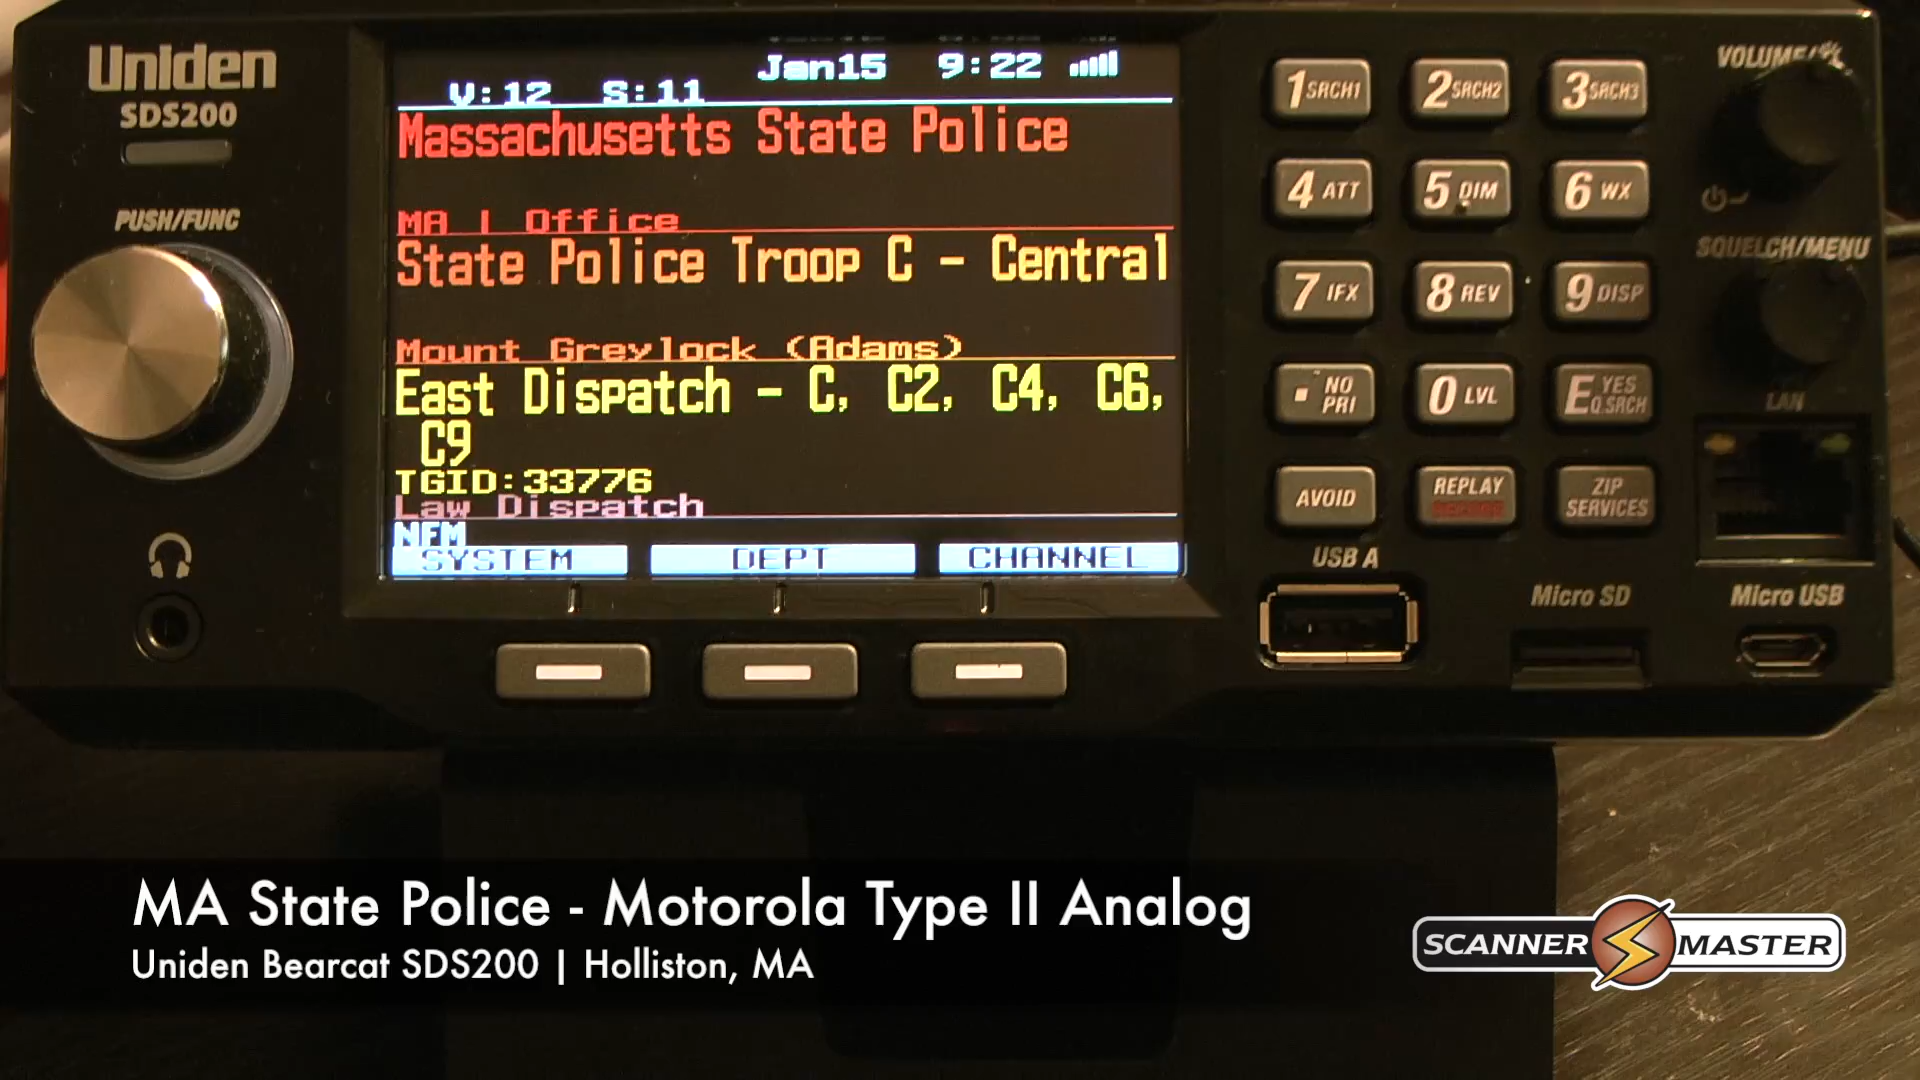 Uniden
SDS200
PUSH/FUNC
Jan15 9:22
V:12 S:11
Massachusetts State Police
MA | Office
State Police Troop C - Central
Mount Greylock (Adams)
East Dispatch - C, C2, C4, C6,
C9
TGID:33776
Law Dispatch
NFM
SYSTEM DEPT CHANNEL
1 SRCH1 2 SRCH2 3 SRCH3
4 ATT 5 DIM 6 WX
7 IFX 8 REV 9 DISP
. NO PRI 0 LVL E YES Q.SRCH
AVOID REPLAY ZIP SERVICES
VOLUME/
SQUELCH/MENU
LAN
USB A
Micro SD
Micro USB
MA State Police - Motorola Type II Analog
Uniden Bearcat SDS200 | Holliston, MA
SCANNER MASTER